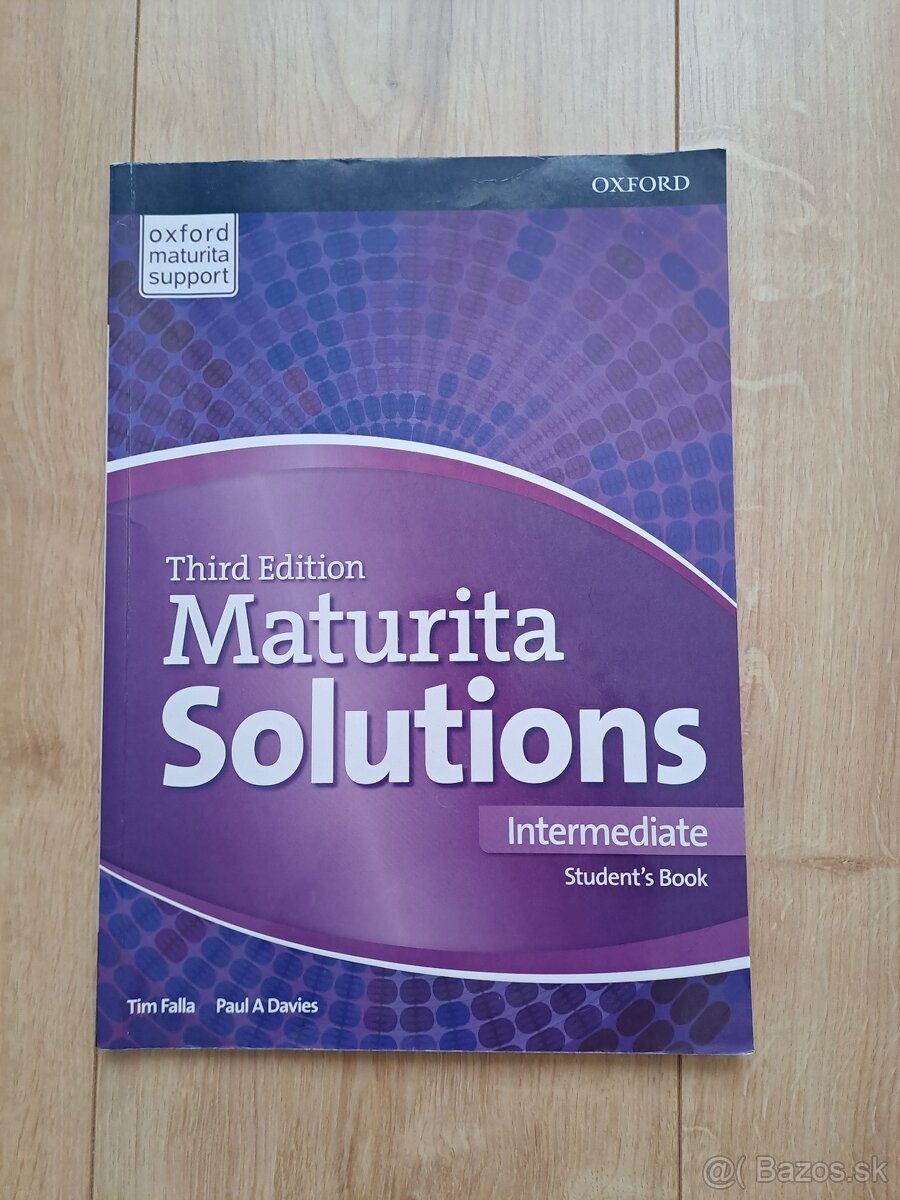 OXFORD
oxford
maturita
support
Third Edition
Maturita
Solutions
Intermediate
Student's Book
Tim Falla Paul A Davies
@( Bazos.sk